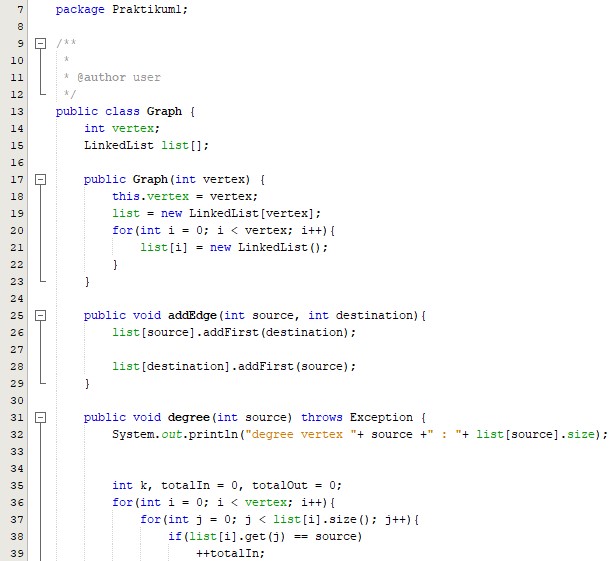 7 package Praktikum1;
8
9 /**
10 *
11 * @author user
12 */
13 public class Graph {
14 int vertex;
15 LinkedList list[];
16
17 public Graph(int vertex) {
18 this.vertex = vertex;
19 list = new LinkedList[vertex];
20 for(int i = 0; i < vertex; i++){
21 list[i] = new LinkedList();
22 }
23 }
24
25 public void addEdge(int source, int destination){
26 list[source].addFirst(destination);
27
28 list[destination].addFirst(source);
29 }
30
31 public void degree(int source) throws Exception {
32 System.out.println("degree vertex "+ source +" : "+ list[source].size);
33
34
35 int k, totalIn = 0, totalOut = 0;
36 for(int i = 0; i < vertex; i++){
37 for(int j = 0; j < list[i].size(); j++){
38 if(list[i].get(j) == source)
39 ++totalIn;